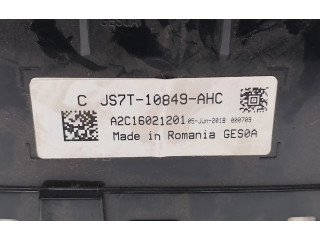 C JS7T-10849-AHC
A2C16021201 05-Jun-2018 000709
Made in Romania GES0A